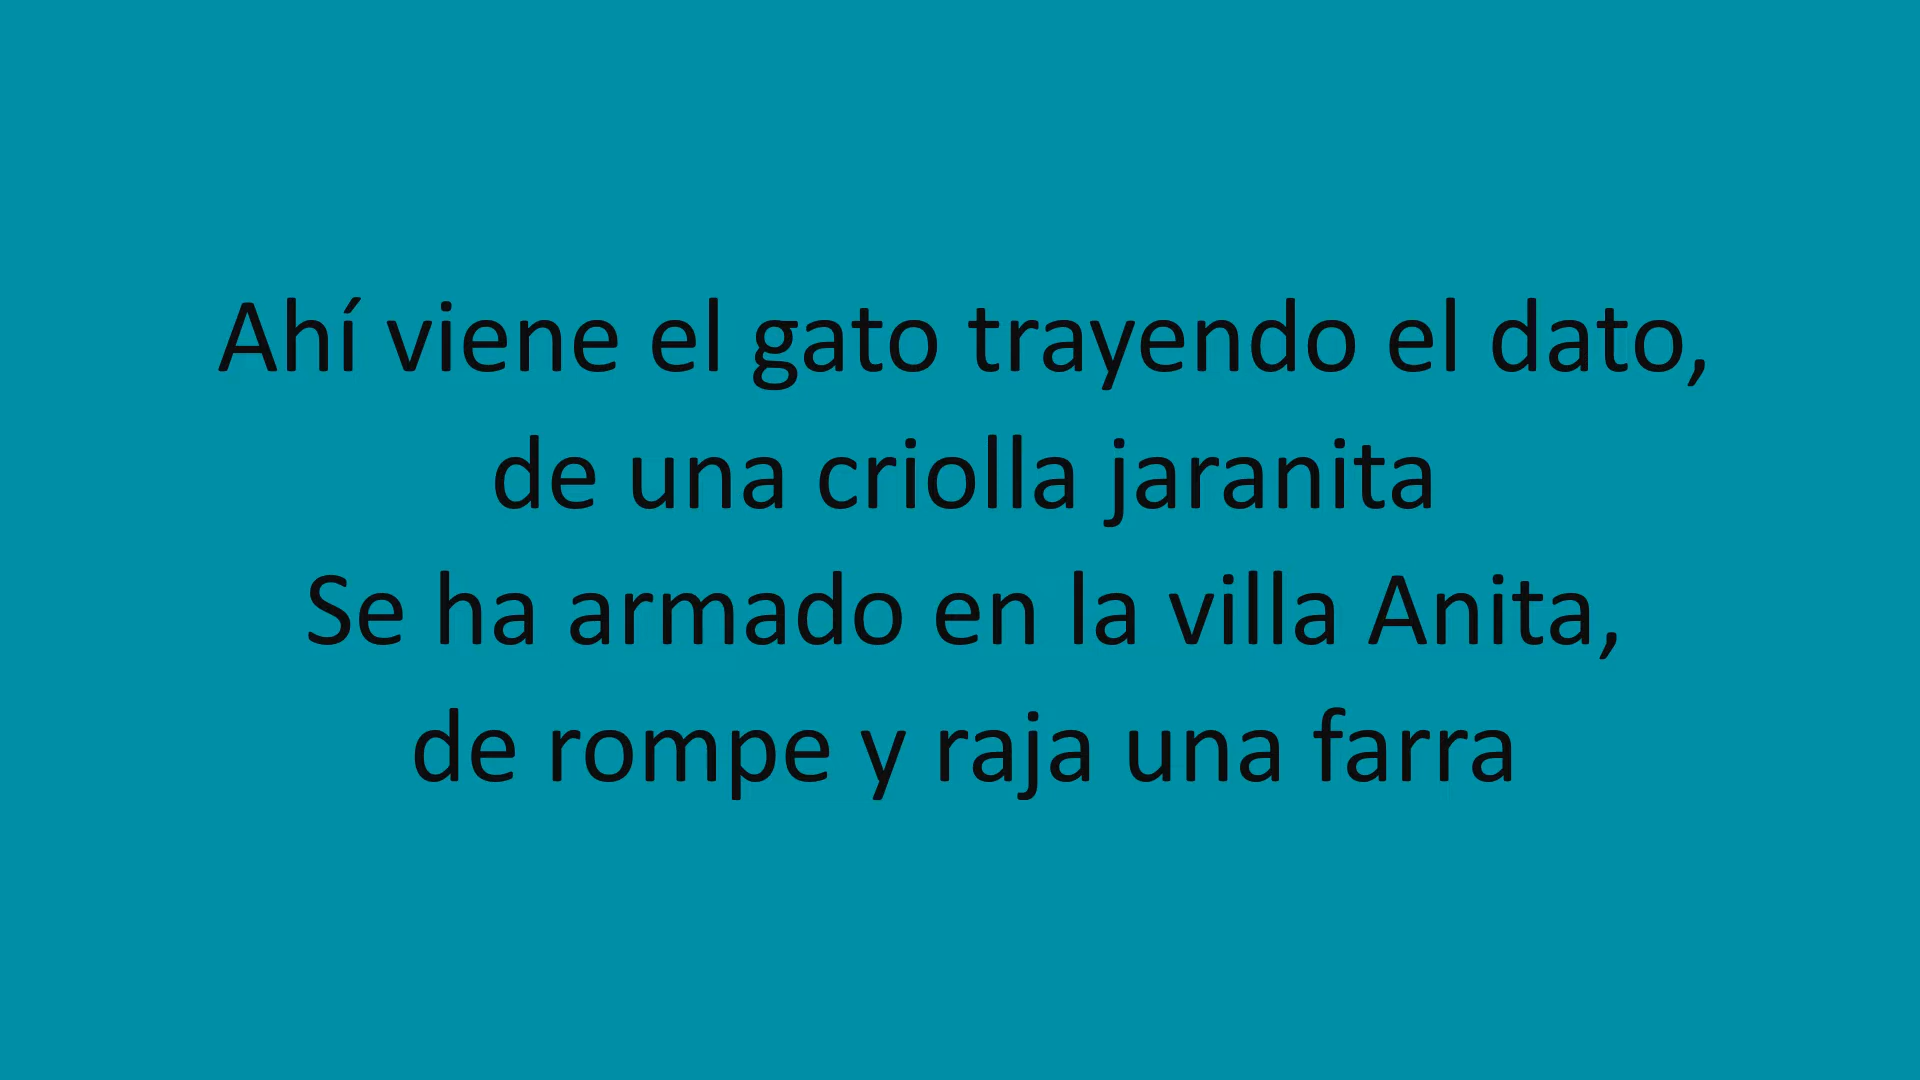 Ahí viene el gato trayendo el dato,
de una criolla jaranita
Se ha armado en la villa Anita,
de rompe y raja una farra